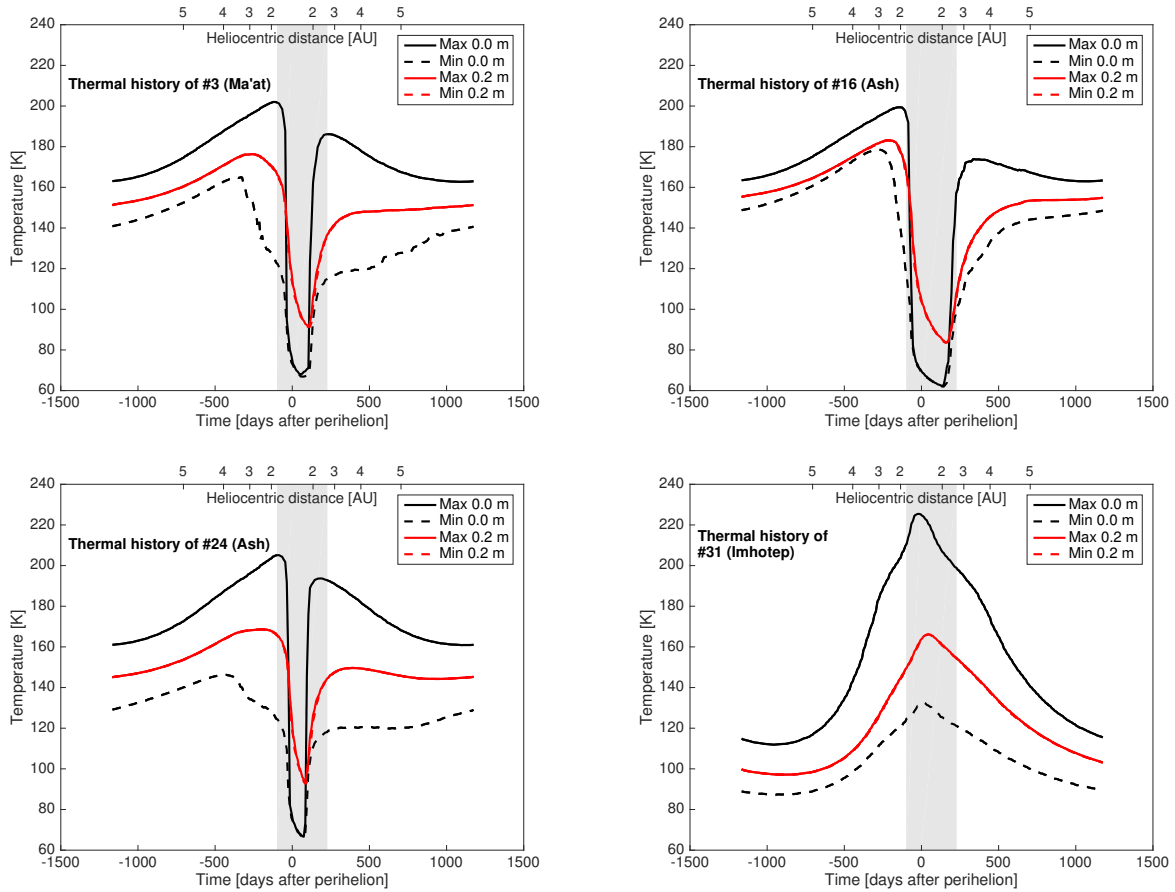 5 4 3 2 2 3 4 5
Heliocentric distance [AU]
240
220
200
180
160
140
120
100
80
60
Temperature [K]
Thermal history of #3 (Ma'at)
Max 0.0 m
Min 0.0 m
Max 0.2 m
Min 0.2 m
-1500 -1000 -500 0 500 1000 1500
Time [days after perihelion]
5 4 3 2 2 3 4 5
Heliocentric distance [AU]
240
220
200
180
160
140
120
100
80
60
Temperature [K]
Thermal history of #16 (Ash)
Max 0.0 m
Min 0.0 m
Max 0.2 m
Min 0.2 m
-1500 -1000 -500 0 500 1000 1500
Time [days after perihelion]
5 4 3 2 2 3 4 5
Heliocentric distance [AU]
240
220
200
180
160
140
120
100
80
60
Temperature [K]
Thermal history of #24 (Ash)
Max 0.0 m
Min 0.0 m
Max 0.2 m
Min 0.2 m
-1500 -1000 -500 0 500 1000 1500
Time [days after perihelion]
5 4 3 2 2 3 4 5
Heliocentric distance [AU]
240
220
200
180
160
140
120
100
80
60
Temperature [K]
Thermal history of
#31 (Imhotep)
Max 0.0 m
Min 0.0 m
Max 0.2 m
Min 0.2 m
-1500 -1000 -500 0 500 1000 1500
Time [days after perihelion]